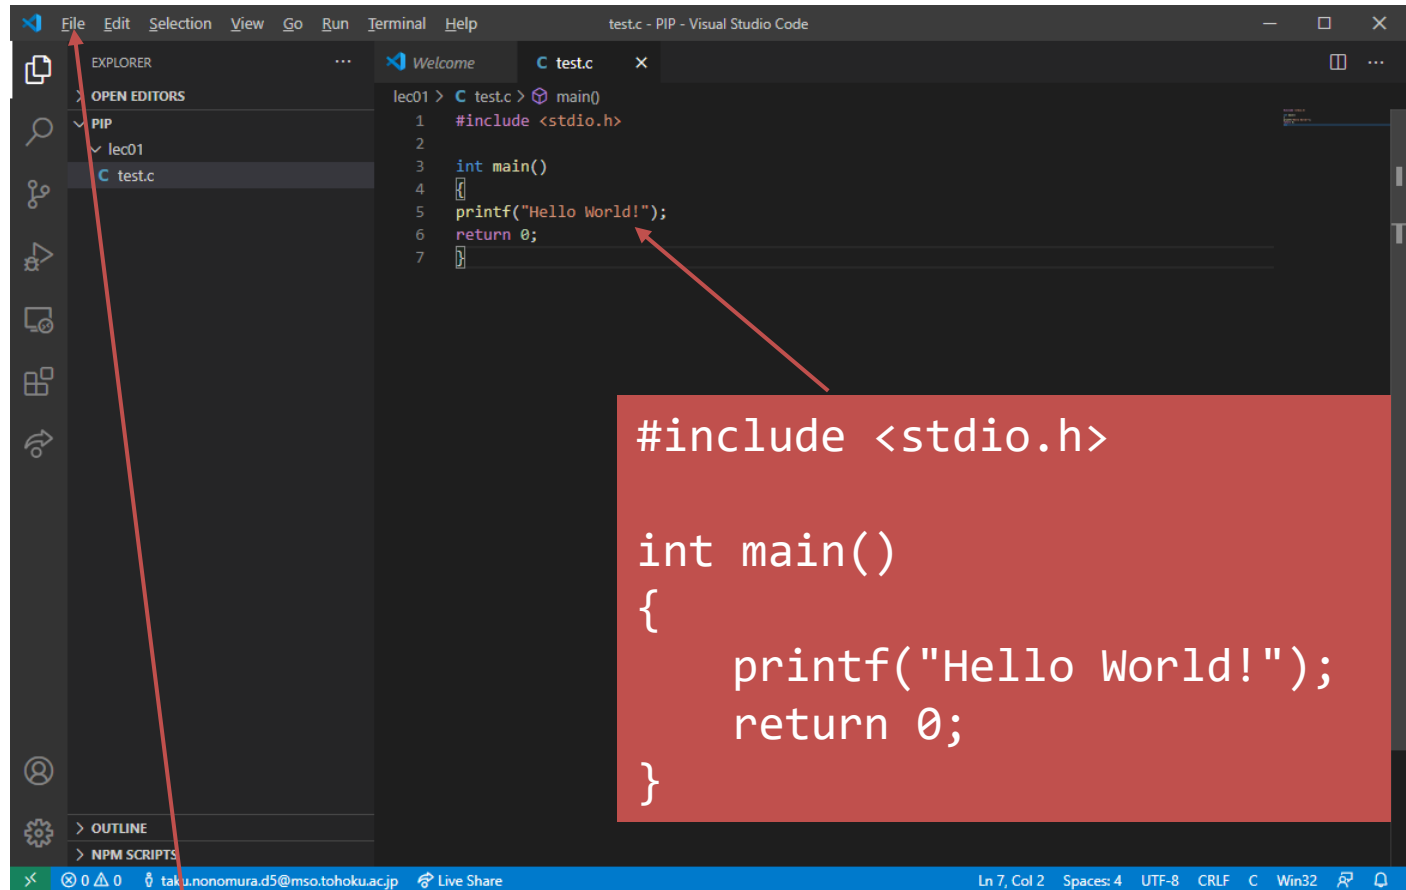 File Edit Selection View Go Run Terminal Help test.c - PIP - Visual Studio Code
EXPLORER
OPEN EDITORS
PIP
lec01
C test.c
OUTLINE
NPM SCRIPTS
Welcome C test.c
lec01 > C test.c > main()
1 #include <stdio.h>
2
3 int main()
4 {
5 printf("Hello World!");
6 return 0;
7 }
#include <stdio.h>
int main()
{
printf("Hello World!");
return 0;
}
0 0 taku.nonomura.d5@mso.tohoku.ac.jp Live Share Ln 7, Col 2 Spaces: 4 UTF-8 CRLF C Win32